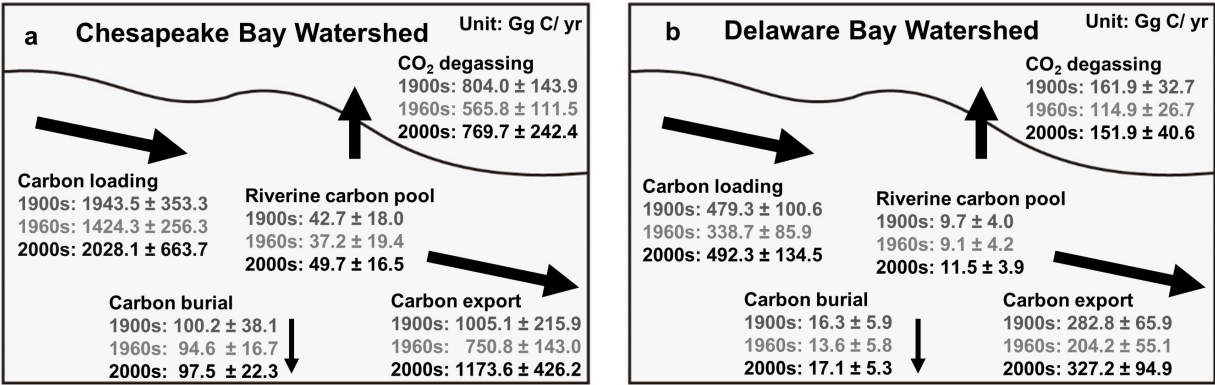 a Chesapeake Bay Watershed Unit: Gg C/ yr
CO₂ degassing
1900s: 804.0 ± 143.9
1960s: 565.8 ± 111.5
2000s: 769.7 ± 242.4
Carbon loading
1900s: 1943.5 ± 353.3
1960s: 1424.3 ± 256.3
2000s: 2028.1 ± 663.7
Riverine carbon pool
1900s: 42.7 ± 18.0
1960s: 37.2 ± 19.4
2000s: 49.7 ± 16.5
Carbon burial
1900s: 100.2 ± 38.1
1960s: 94.6 ± 16.7
2000s: 97.5 ± 22.3
Carbon export
1900s: 1005.1 ± 215.9
1960s: 750.8 ± 143.0
2000s: 1173.6 ± 426.2
b Delaware Bay Watershed Unit: Gg C/ yr
CO₂ degassing
1900s: 161.9 ± 32.7
1960s: 114.9 ± 26.7
2000s: 151.9 ± 40.6
Carbon loading
1900s: 479.3 ± 100.6
1960s: 338.7 ± 85.9
2000s: 492.3 ± 134.5
Riverine carbon pool
1900s: 9.7 ± 4.0
1960s: 9.1 ± 4.2
2000s: 11.5 ± 3.9
Carbon burial
1900s: 16.3 ± 5.9
1960s: 13.6 ± 5.8
2000s: 17.1 ± 5.3
Carbon export
1900s: 282.8 ± 65.9
1960s: 204.2 ± 55.1
2000s: 327.2 ± 94.9